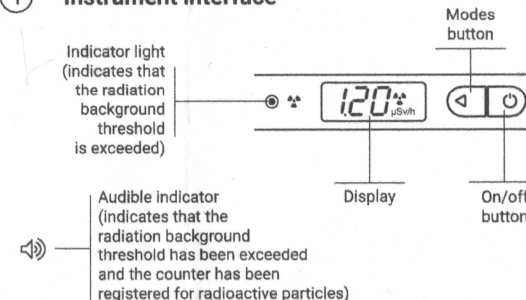 1 Instrument interface
Modes
button
Indicator light
(indicates that
the radiation
background
threshold
is exceeded)
1.20
µSv/h
Display
On/off
button
Audible indicator
(indicates that the
radiation background
threshold has been exceeded
and the counter has been
registered for radioactive particles)